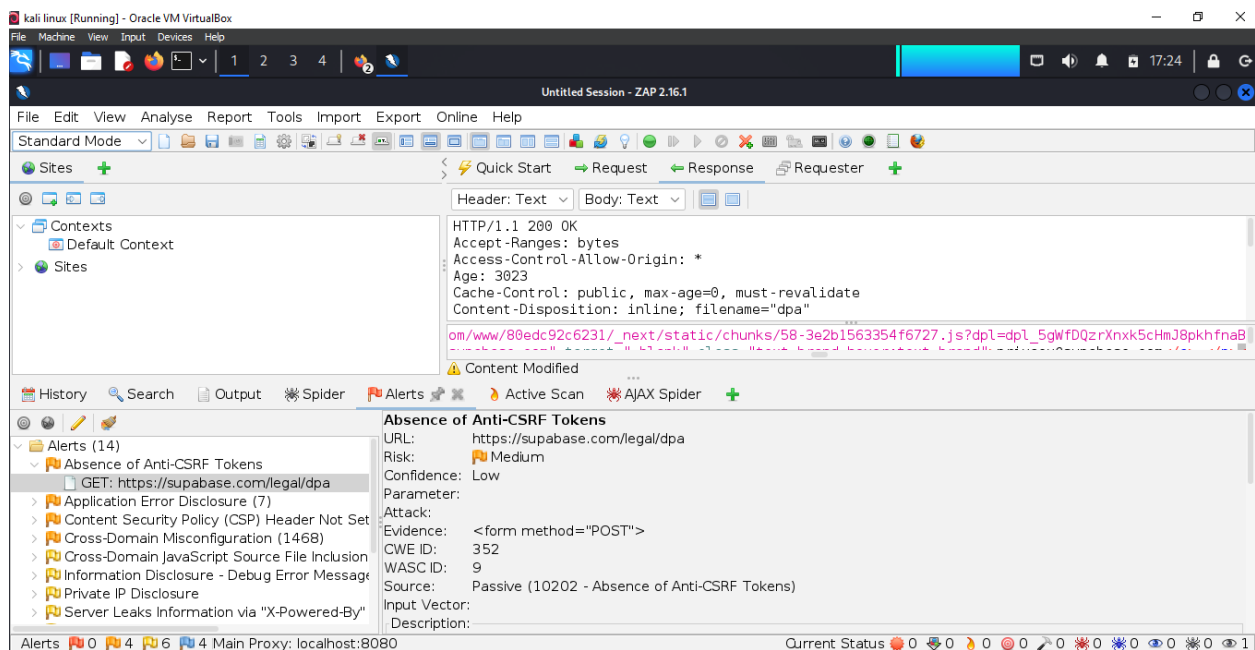 kali linux [Running] - Oracle VM VirtualBox
File Machine View Input Devices Help
1 2 3 4
2
17:24
Untitled Session - ZAP 2.16.1
File Edit View Analyse Report Tools Import Export Online Help
Standard Mode
Sites
Quick Start Request Response Requester
Header: Text Body: Text
Contexts
Default Context
Sites
HTTP/1.1 200 OK
Accept-Ranges: bytes
Access-Control-Allow-Origin: *
Age: 3023
Cache-Control: public, max-age=0, must-revalidate
Content-Disposition: inline; filename="dpa"
om/www/80edc92c6231/_next/static/chunks/58-3e2b1563354f6727.js?dpl=dpl_5gWfDQzrXnxk5cHmJ8pkhfnaB
Content Modified
History Search Output Spider Alerts Active Scan AJAX Spider
Alerts (14)
Absence of Anti-CSRF Tokens
GET: https://supabase.com/legal/dpa
Application Error Disclosure (7)
Content Security Policy (CSP) Header Not Set
Cross-Domain Misconfiguration (1468)
Cross-Domain JavaScript Source File Inclusion
Information Disclosure - Debug Error Message
Private IP Disclosure
Server Leaks Information via "X-Powered-By"
Absence of Anti-CSRF Tokens
URL: https://supabase.com/legal/dpa
Risk: Medium
Confidence: Low
Parameter:
Attack:
Evidence: <form method="POST">
CWE ID: 352
WASC ID: 9
Source: Passive (10202 - Absence of Anti-CSRF Tokens)
Input Vector:
Description:
Alerts 0 4 6 4 Main Proxy: localhost:8080
Current Status 0 0 0 0 0 0 0 0 0 1